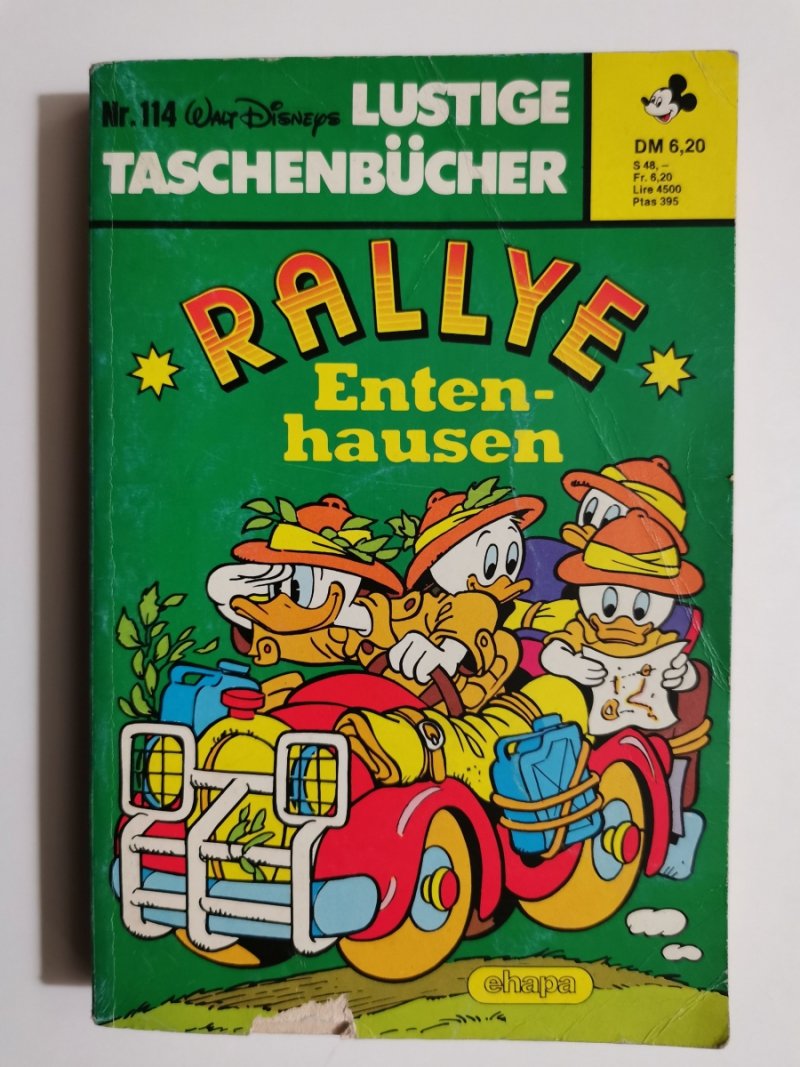 Nr. 114 Walt Disneys LUSTIGE
TASCHENBÜCHER
DM 6,20
S 48,–
Fr. 6,20
Lire 4500
Ptas 395
RALLYE
Enten-
hausen
ehapa